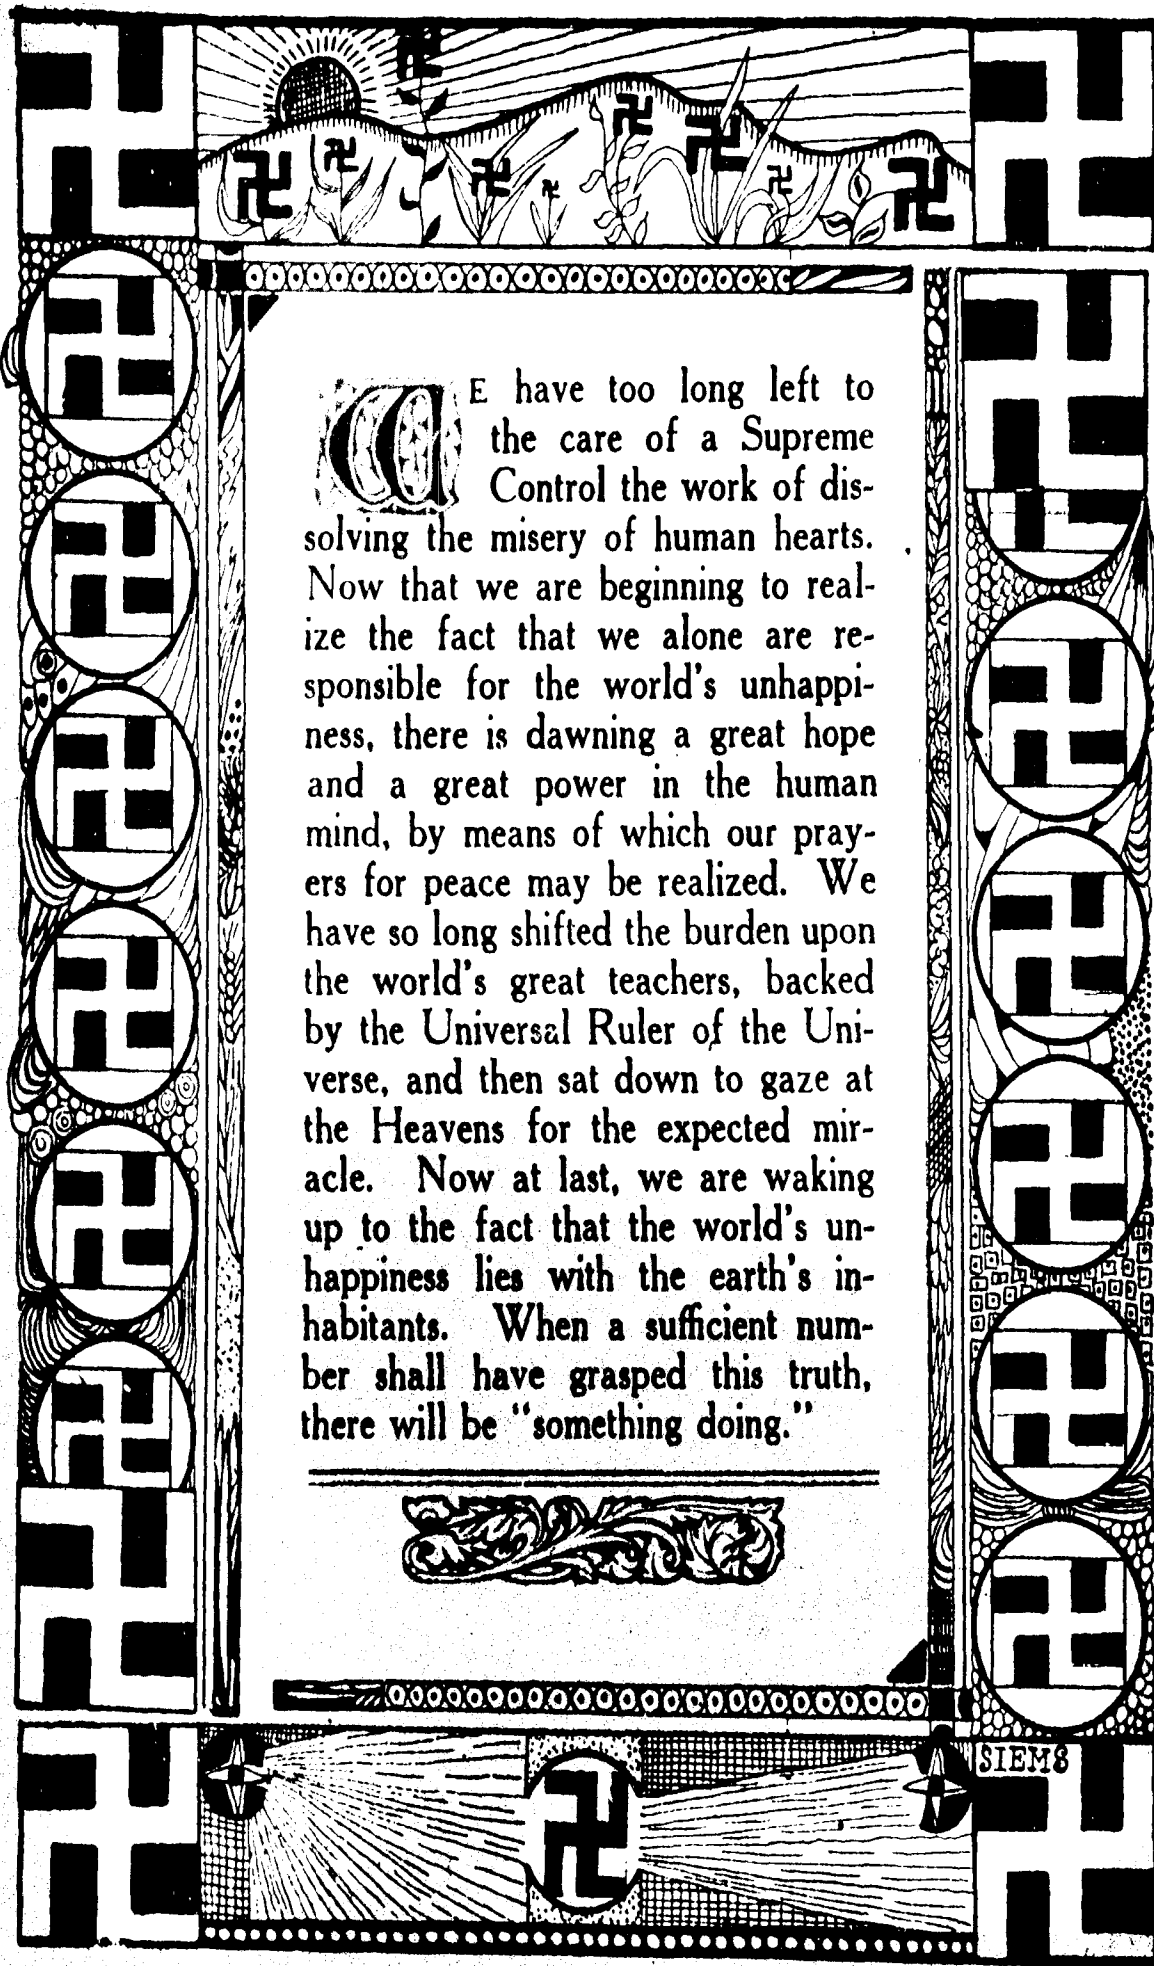 WE have too long left to
the care of a Supreme
Control the work of dis-
solving the misery of human hearts.
Now that we are beginning to real-
ize the fact that we alone are re-
sponsible for the world's unhappi-
ness, there is dawning a great hope
and a great power in the human
mind, by means of which our pray-
ers for peace may be realized. We
have so long shifted the burden upon
the world's great teachers, backed
by the Universal Ruler of the Uni-
verse, and then sat down to gaze at
the Heavens for the expected mir-
acle. Now at last, we are waking
up to the fact that the world's un-
happiness lies with the earth's in-
habitants. When a sufficient num-
ber shall have grasped this truth,
there will be "something doing."
SIEMS